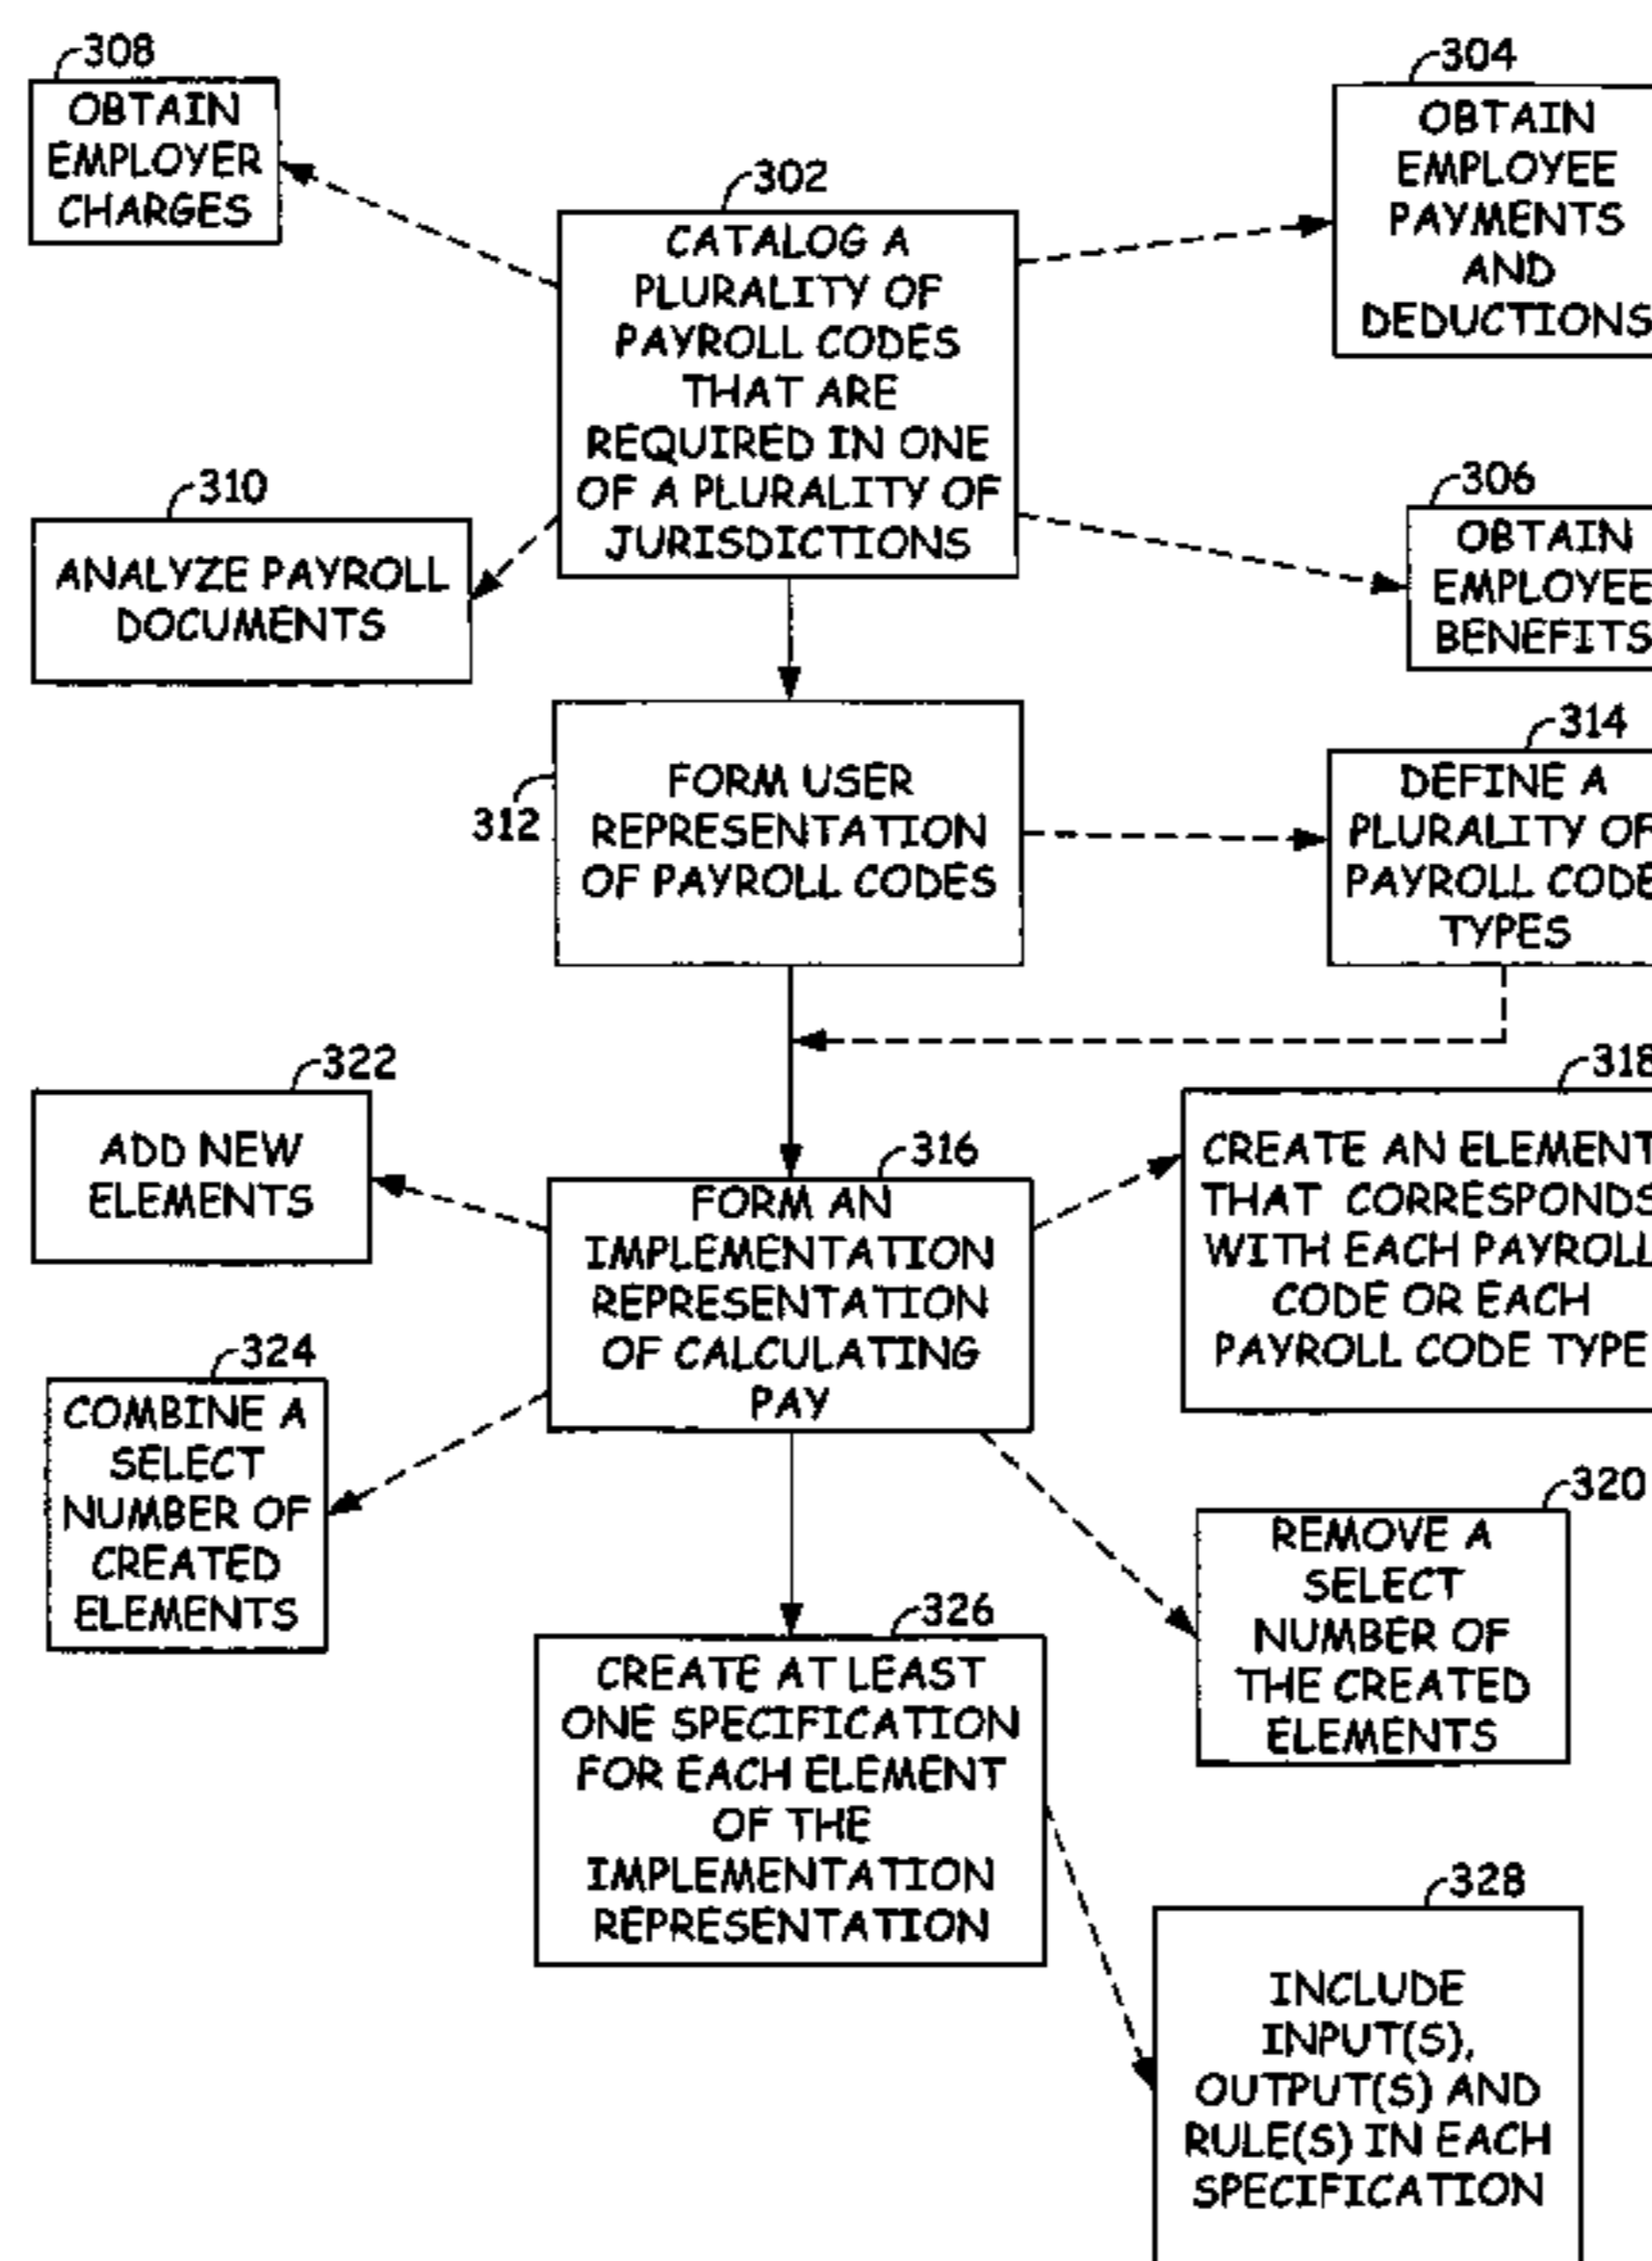 308
OBTAIN
EMPLOYER
CHARGES
304
OBTAIN
EMPLOYEE
PAYMENTS
AND
DEDUCTIONS
302
CATALOG A
PLURALITY OF
PAYROLL CODES
THAT ARE
REQUIRED IN ONE
OF A PLURALITY OF
JURISDICTIONS
310
ANALYZE PAYROLL
DOCUMENTS
306
OBTAIN
EMPLOYEE
BENEFITS
312
FORM USER
REPRESENTATION
OF PAYROLL CODES
314
DEFINE A
PLURALITY OF
PAYROLL CODE
TYPES
322
ADD NEW
ELEMENTS
316
FORM AN
IMPLEMENTATION
REPRESENTATION
OF CALCULATING
PAY
318
CREATE AN ELEMENT
THAT CORRESPONDS
WITH EACH PAYROLL
CODE OR EACH
PAYROLL CODE TYPE
324
COMBINE A
SELECT
NUMBER OF
CREATED
ELEMENTS
320
REMOVE A
SELECT
NUMBER OF
THE CREATED
ELEMENTS
326
CREATE AT LEAST
ONE SPECIFICATION
FOR EACH ELEMENT
OF THE
IMPLEMENTATION
REPRESENTATION
328
INCLUDE
INPUT(S),
OUTPUT(S) AND
RULE(S) IN EACH
SPECIFICATION